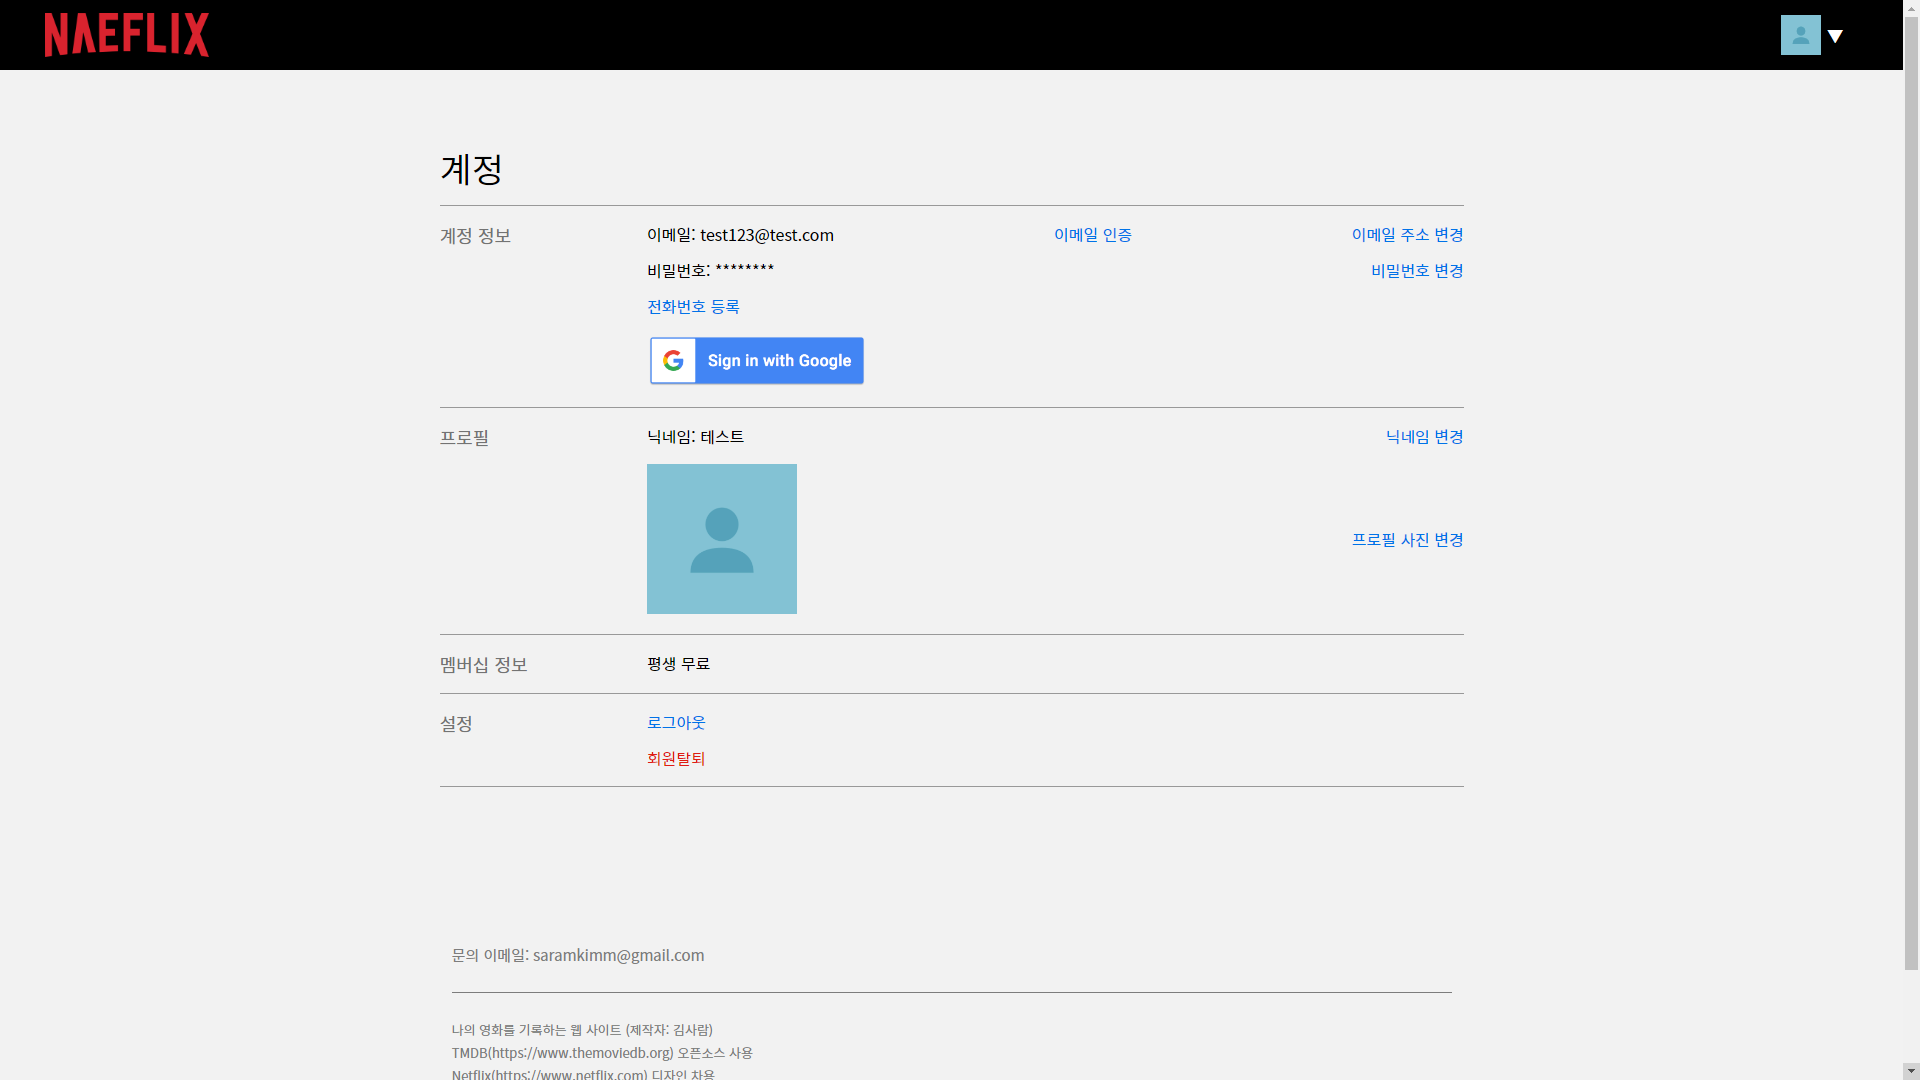 NAEFLIX
계정
계정 정보
이메일: test123@test.com
이메일 인증
이메일 주소 변경
비밀번호: ********
비밀번호 변경
전화번호 등록
Sign in with Google
프로필
닉네임: 테스트
닉네임 변경
프로필 사진 변경
멤버십 정보
평생 무료
설정
로그아웃
회원탈퇴
문의 이메일: saramkimm@gmail.com
나의 영화를 기록하는 웹 사이트 (제작자: 김사람)
TMDB(https://www.themoviedb.org) 오픈소스 사용
Netflix(https://www.netflix.com) 디자인 차용